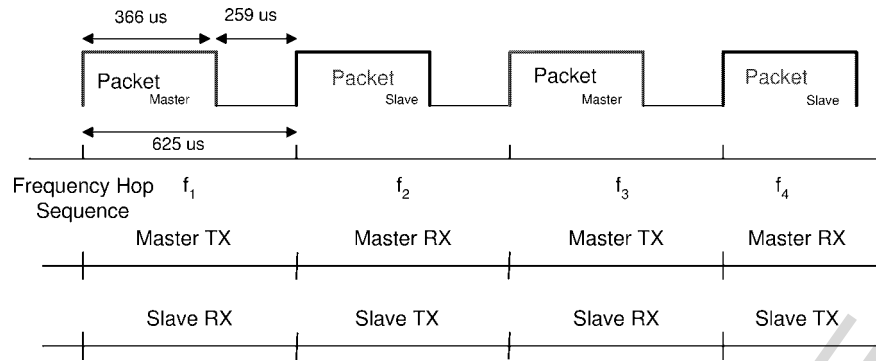 366 us 259 us
Packet Master Packet Slave Packet Master Packet Slave
625 us
Frequency Hop Sequence f1 f2 f3 f4
Master TX Master RX Master TX Master RX
Slave RX Slave TX Slave RX Slave TX